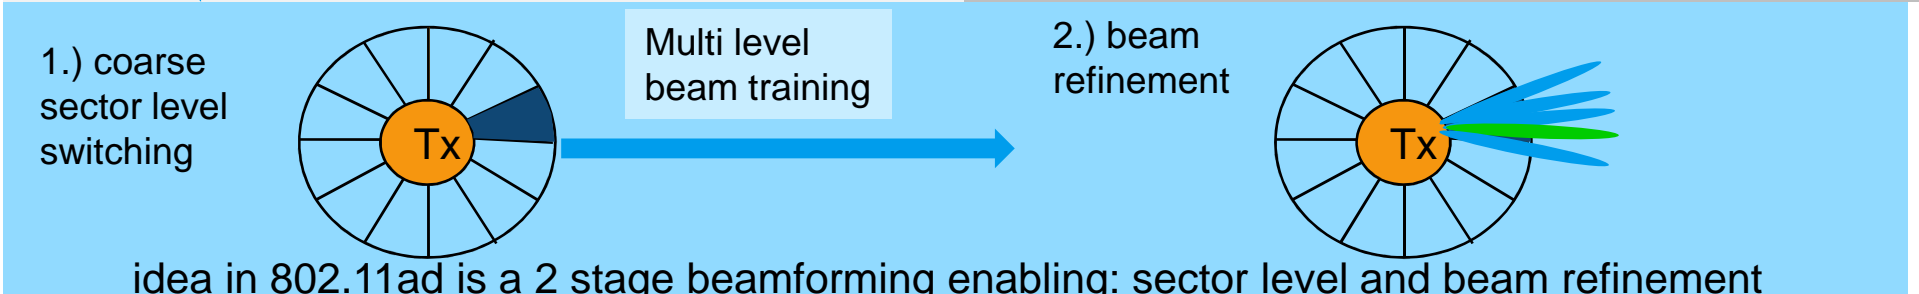 1.) coarse
sector level
switching
Tx
Multi level
beam training
2.) beam
refinement
Tx
idea in 802.11ad is a 2 stage beamforming enabling: sector level and beam refinement